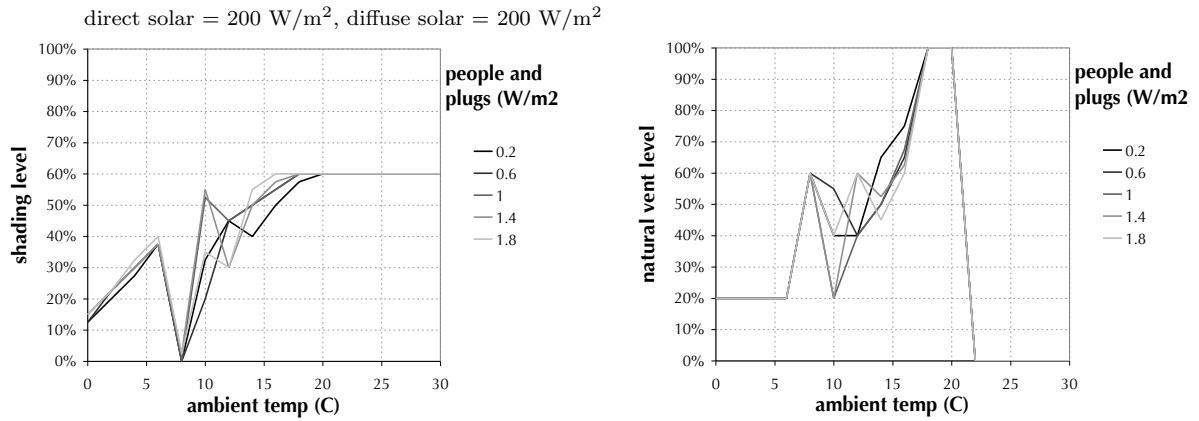 direct solar = 200 W/m², diffuse solar = 200 W/m²
100%
90%
80%
70%
60%
50%
40%
30%
20%
10%
0%
0 5 10 15 20 25 30
shading level
ambient temp (C)
people and
plugs (W/m2
0.2
0.6
1
1.4
1.8
100%
90%
80%
70%
60%
50%
40%
30%
20%
10%
0%
0 5 10 15 20 25 30
natural vent level
ambient temp (C)
people and
plugs (W/m2
0.2
0.6
1
1.4
1.8